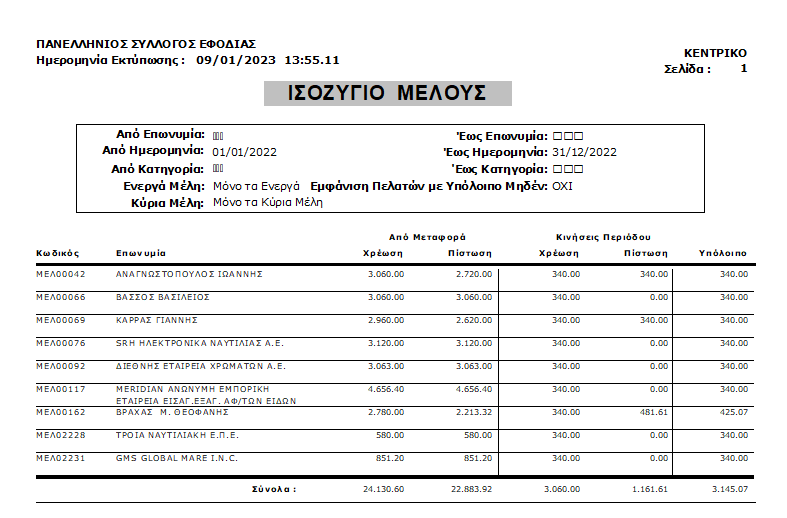 ΠΑΝΕΛΛΗΝΙΟΣ ΣΥΛΛΟΓΟΣ ΕΦΟΔΙΑΣ
Ημερομηνία Εκτύπωσης : 09/01/2023 13:55.11
ΚΕΝΤΡΙΚΟ
Σελίδα : 1
ΙΣΟΖΥΓΙΟ ΜΕΛΟΥΣ
Από Επωνυμία: Έως Επωνυμία:
Από Ημερομηνία: 01/01/2022 Έως Ημερομηνία: 31/12/2022
Από Κατηγορία: Έως Κατηγορία:
Ενεργά Μέλη: Μόνο τα Ενεργά Εμφάνιση Πελατών με Υπόλοιπο Μηδέν: ΟΧΙ
Κύρια Μέλη: Μόνο τα Κύρια Μέλη
Από Μεταφορά Κινήσεις Περιόδου
Κωδικός Επωνυμία Χρέωση Πίστωση Χρέωση Πίστωση Υπόλοιπο
ΜΕΛ00042 ΑΝΑΓΝΩΣΤΟΠΟΥΛΟΣ ΙΩΑΝΝΗΣ 3.060.00 2.720.00 340.00 340.00 340.00
ΜΕΛ00066 ΒΑΣΣΟΣ ΒΑΣΙΛΕΙΟΣ 3.060.00 3.060.00 340.00 0.00 340.00
ΜΕΛ00069 ΚΑΡΡΑΣ ΓΙΑΝΝΗΣ 2.960.00 2.620.00 340.00 340.00 340.00
ΜΕΛ00076 SRH ΗΛΕΚΤΡΟΝΙΚΑ ΝΑΥΤΙΛΙΑΣ Α.Ε. 3.120.00 3.120.00 340.00 0.00 340.00
ΜΕΛ00092 ΔΙΕΘΝΗΣ ΕΤΑΙΡΕΙΑ ΧΡΩΜΑΤΩΝ Α.Ε. 3.063.00 3.063.00 340.00 0.00 340.00
ΜΕΛ00117 MERIDIAN ΑΝΩΝΥΜΗ ΕΜΠΟΡΙΚΗ 4.656.40 4.656.40 340.00 0.00 340.00
ΕΤΑΙΡΕΙΑ ΕΙΣΑΓ.ΕΞΑΓ. ΑΦ/ΤΩΝ ΕΙΔΩΝ
ΜΕΛ00162 ΒΡΑΧΑΣ Μ. ΘΕΟΦΑΝΗΣ 2.780.00 2.213.32 340.00 481.61 425.07
ΜΕΛ02228 ΤΡΟΙΑ ΝΑΥΤΙΛΙΑΚΗ Ε.Π.Ε. 580.00 580.00 340.00 0.00 340.00
ΜΕΛ02231 GMS GLOBAL MARE I.N.C. 851.20 851.20 340.00 0.00 340.00
Σύνολα : 24.130.60 22.883.92 3.060.00 1.161.61 3.145.07